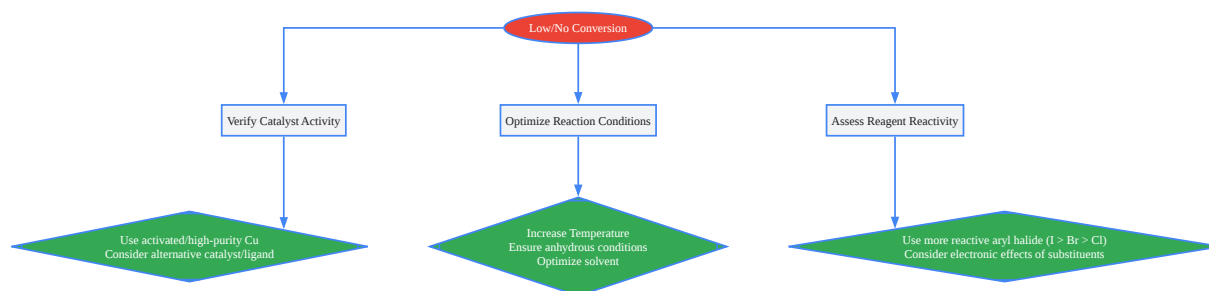 Low/No Conversion
Verify Catalyst Activity
Optimize Reaction Conditions
Assess Reagent Reactivity
Use activated/high-purity Cu
Consider alternative catalyst/ligand
Increase Temperature
Ensure anhydrous conditions
Optimize solvent
Use more reactive aryl halide (I > Br > Cl)
Consider electronic effects of substituents